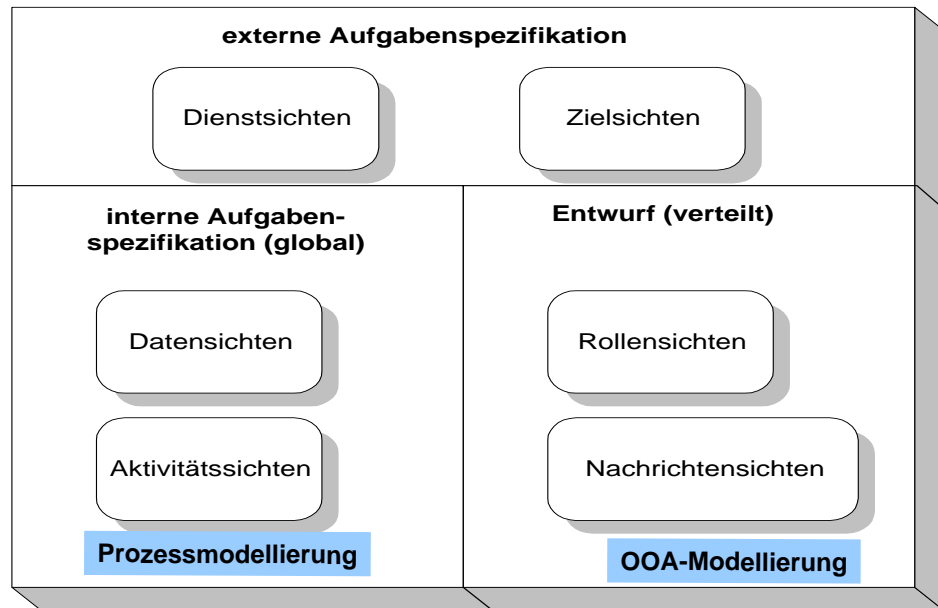 externe Aufgabenspezifikation
Dienstsichten
Zielsichten
interne Aufgaben-
spezifikation (global)
Datensichten
Aktivitätssichten
Prozessmodellierung
Entwurf (verteilt)
Rollensichten
Nachrichtensichten
OOA-Modellierung